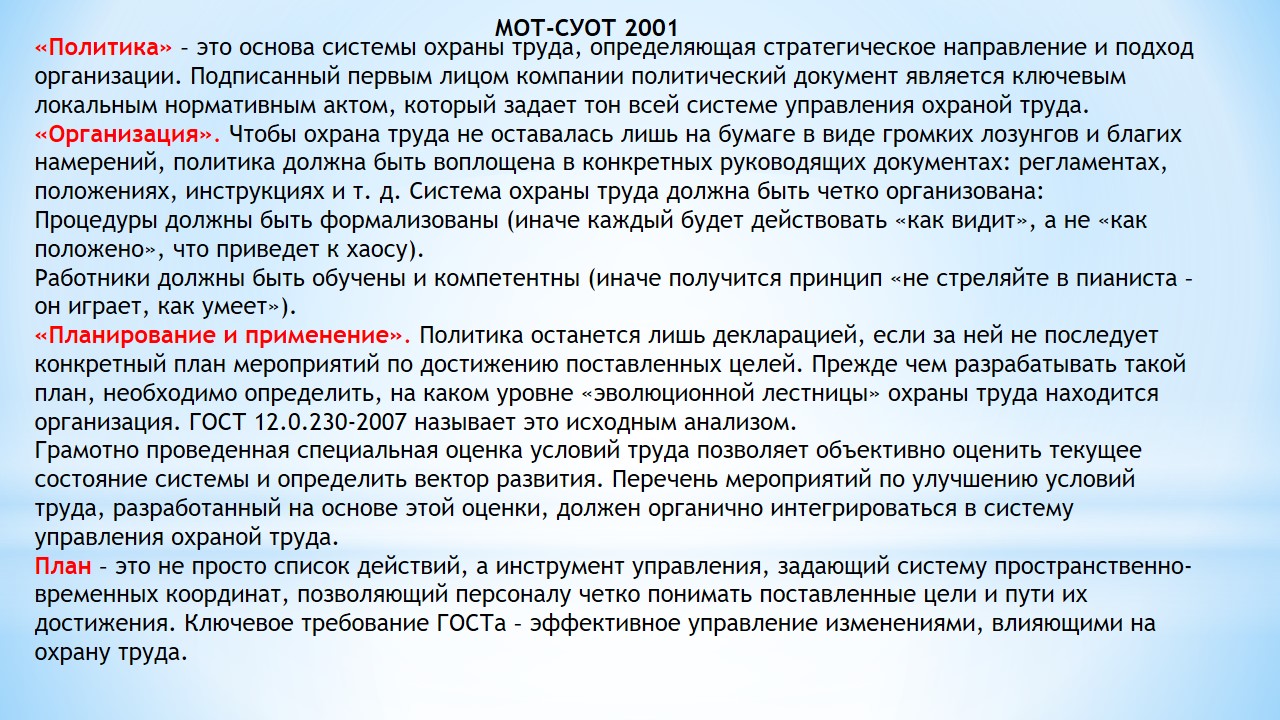 МОТ-СУОТ 2001
«Политика» – это основа системы охраны труда, определяющая стратегическое направление и подход
организации. Подписанный первым лицом компании политический документ является ключевым
локальным нормативным актом, который задает тон всей системе управления охраной труда.
«Организация». Чтобы охрана труда не оставалась лишь на бумаге в виде громких лозунгов и благих
намерений, политика должна быть воплощена в конкретных руководящих документах: регламентах,
положениях, инструкциях и т. д. Система охраны труда должна быть четко организована:
Процедуры должны быть формализованы (иначе каждый будет действовать «как видит», а не «как
положено», что приведет к хаосу).
Работники должны быть обучены и компетентны (иначе получится принцип «не стреляйте в пианиста –
он играет, как умеет»).
«Планирование и применение». Политика останется лишь декларацией, если за ней не последует
конкретный план мероприятий по достижению поставленных целей. Прежде чем разрабатывать такой
план, необходимо определить, на каком уровне «эволюционной лестницы» охраны труда находится
организация. ГОСТ 12.0.230-2007 называет это исходным анализом.
Грамотно проведенная специальная оценка условий труда позволяет объективно оценить текущее
состояние системы и определить вектор развития. Перечень мероприятий по улучшению условий
труда, разработанный на основе этой оценки, должен органично интегрироваться в систему
управления охраной труда.
План – это не просто список действий, а инструмент управления, задающий систему пространственно-
временных координат, позволяющий персоналу четко понимать поставленные цели и пути их
достижения. Ключевое требование ГОСТа – эффективное управление изменениями, влияющими на
охрану труда.